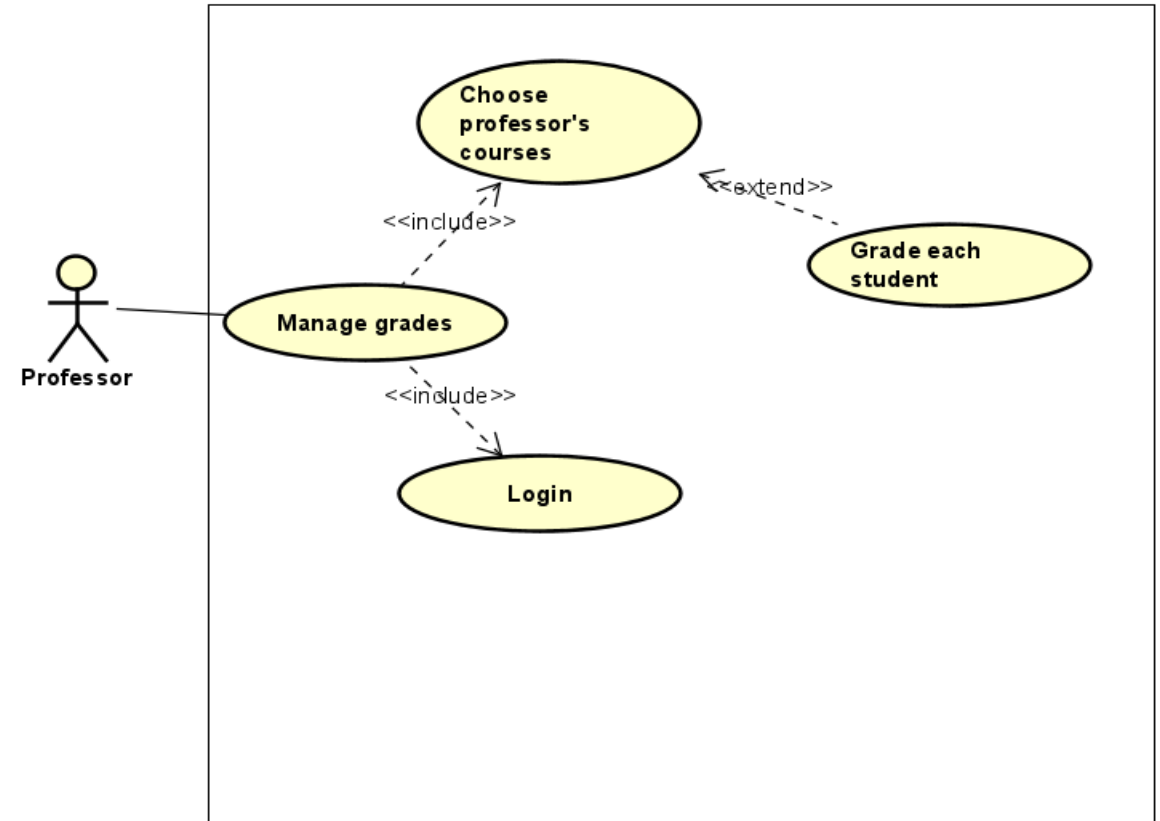 Choose
professor's
courses
<<extend>>
<<include>>
Grade each
student
Manage grades
Professor
<<include>>
Login